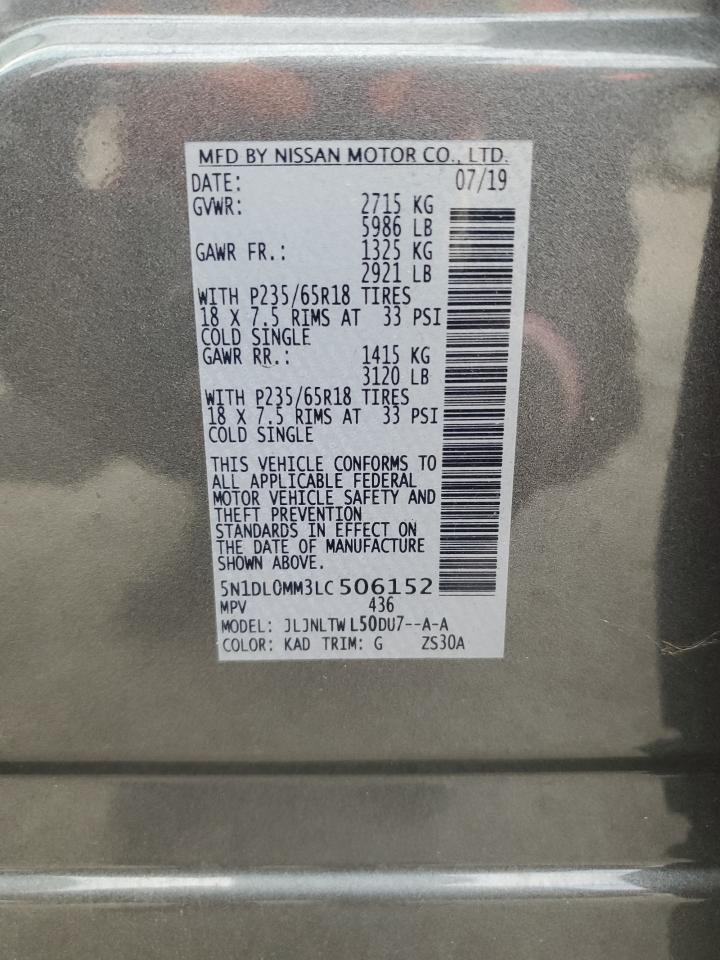 MFD BY NISSAN MOTOR CO., LTD.
DATE: 07/19
GVWR: 2715 KG
5986 LB
GAWR FR.: 1325 KG
2921 LB
WITH P235/65R18 TIRES
18 X 7.5 RIMS AT 33 PSI
COLD SINGLE
GAWR RR.: 1415 KG
3120 LB
WITH P235/65R18 TIRES
18 X 7.5 RIMS AT 33 PSI
COLD SINGLE
THIS VEHICLE CONFORMS TO
ALL APPLICABLE FEDERAL
MOTOR VEHICLE SAFETY AND
THEFT PREVENTION
STANDARDS IN EFFECT ON
THE DATE OF MANUFACTURE
SHOWN ABOVE.
5N1DL0MM3LC506152
MPV 436
MODEL: JLJNLTWL50DU7--A-A
COLOR: KAD TRIM: G ZS30A